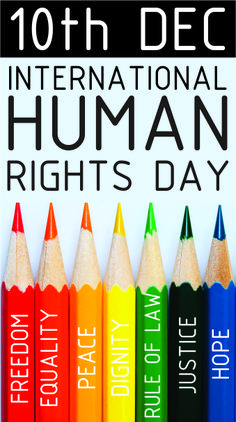 10th DEC
INTERNATIONAL
HUMAN
RIGHTS DAY
FREEDOM
EQUALITY
PEACE
DIGNITY
RULE OF LAW
JUSTICE
HOPE